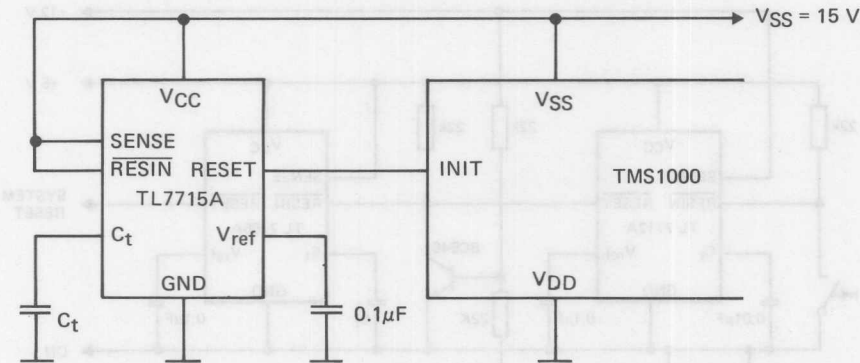 V_SS = 15 V
V_CC
V_SS
SENSE
RESIN
RESET
INIT
TMS1000
TL7715A
C_t
V_ref
GND
V_DD
C_t
0.1μF